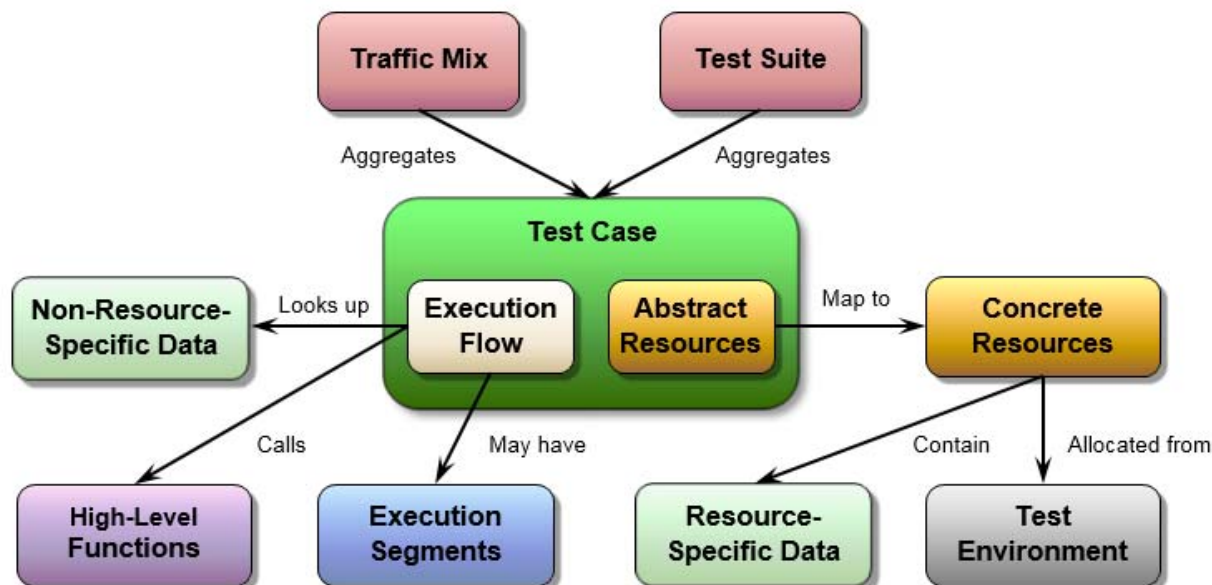 Traffic Mix
Test Suite
Aggregates
Aggregates
Test Case
Non-Resource-
Specific Data
Looks up
Execution
Flow
Abstract
Resources
Map to
Concrete
Resources
Calls
May have
Contain
Allocated from
High-Level
Functions
Execution
Segments
Resource-
Specific Data
Test
Environment